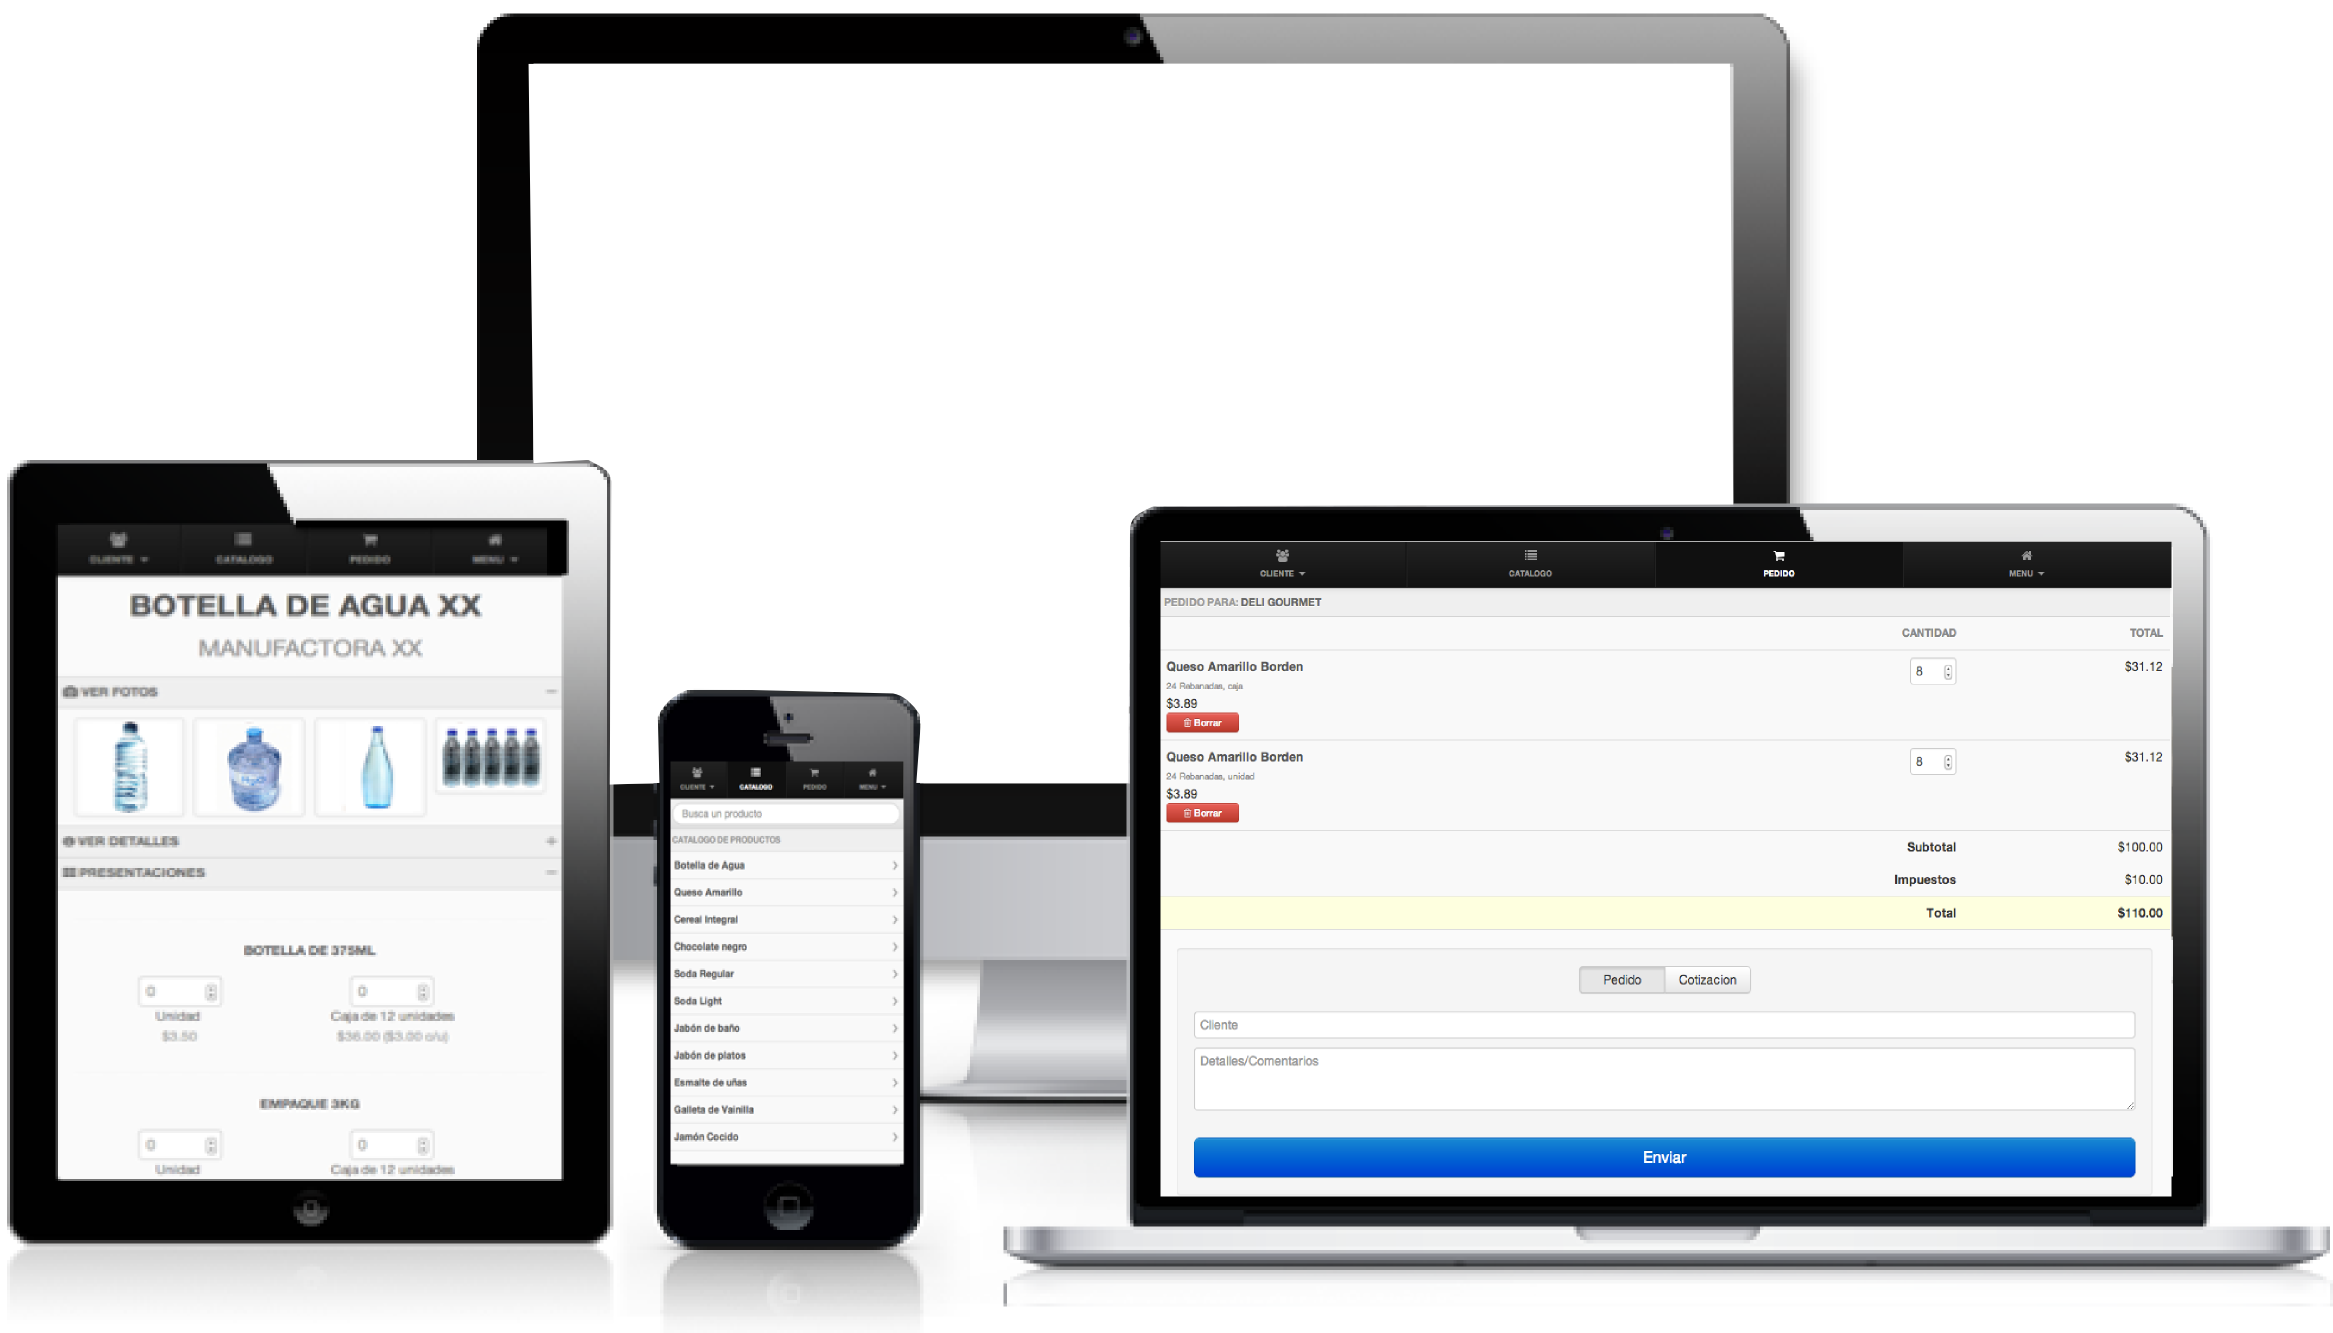 CLIENTE
CATALOGO
PEDIDO
MENU
BOTELLA DE AGUA XX
MANUFACTORA XX
VER FOTOS
VER DETALLES
PRESENTACIONES
BOTELLA DE 375ML
0
0
Unidad
Caja de 12 unidades
$3.50
$36.00 ($3.00 c/u)
EMPAQUE 3KG
0
0
Unidad
Caja de 12 unidades
CLIENTE
CATALOGO
PEDIDO
MENU
Busca un producto
CATALOGO DE PRODUCTOS
Botella de Agua
Queso Amarillo
Cereal Integral
Chocolate negro
Soda Regular
Soda Light
Jabón de baño
Jabón de platos
Esmalte de uñas
Galleta de Vainilla
Jamón Cocido
CLIENTE
CATALOGO
PEDIDO
MENU
PEDIDO PARA: DELI GOURMET
CANTIDAD
TOTAL
Queso Amarillo Borden
8
$31.12
24 Rebanadas, caja
$3.89
Borrar
Queso Amarillo Borden
8
$31.12
24 Rebanadas, unidad
$3.89
Borrar
Subtotal
$100.00
Impuestos
$10.00
Total
$110.00
Pedido
Cotizacion
Cliente
Detalles/Comentarios
Enviar